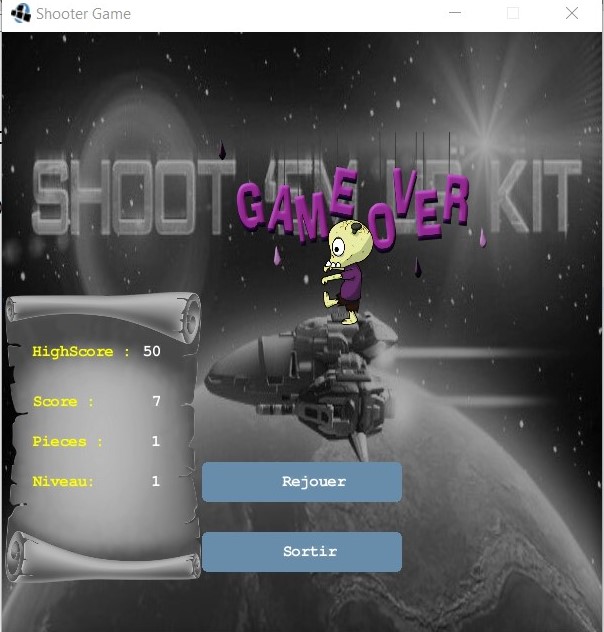 Shooter Game
SHOOT 'EM UP KIT
GAME OVER
HighScore : 50
Score : 7
Pieces : 1
Niveau: 1
Rejouer
Sortir